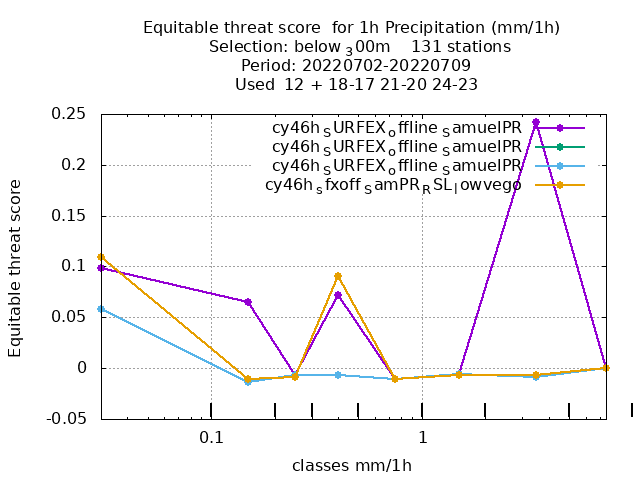 Equitable threat score  for 1h Precipitation (mm/1h)
Selection: below ₃00m    131 stations
Period: 20220702-20220709
Used  12 + 18-17 21-20 24-23
0.25
0.2
0.15
0.1
0.05
0
-0.05
Equitable threat score
cy46h_SURFEX_offline_SamuelPR
cy46h_SURFEX_offline_SamuelPR
cy46h_SURFEX_offline_SamuelPR
cy46h_sfxoff_SamPR_RSL_lowvego
0.1
1
classes mm/1h